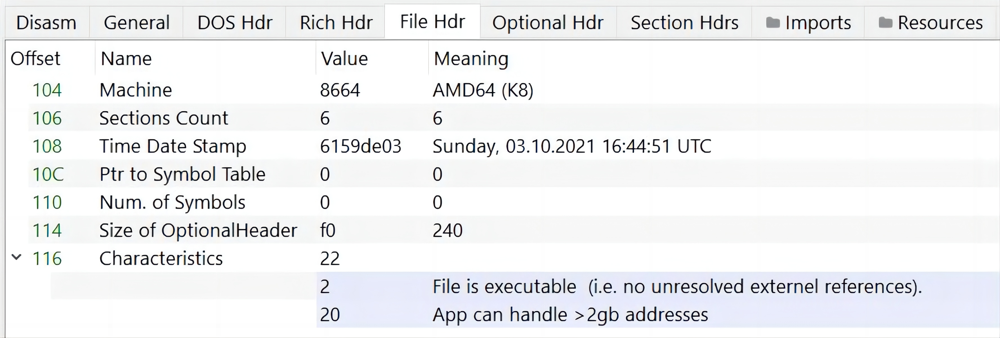 Disasm General DOS Hdr Rich Hdr File Hdr Optional Hdr Section Hdrs Imports Resources
Offset Name Value Meaning
104 Machine 8664 AMD64 (K8)
106 Sections Count 6 6
108 Time Date Stamp 6159de03 Sunday, 03.10.2021 16:44:51 UTC
10C Ptr to Symbol Table 0 0
110 Num. of Symbols 0 0
114 Size of OptionalHeader f0 240
116 Characteristics 22
2 File is executable  (i.e. no unresolved externel references).
20 App can handle >2gb addresses